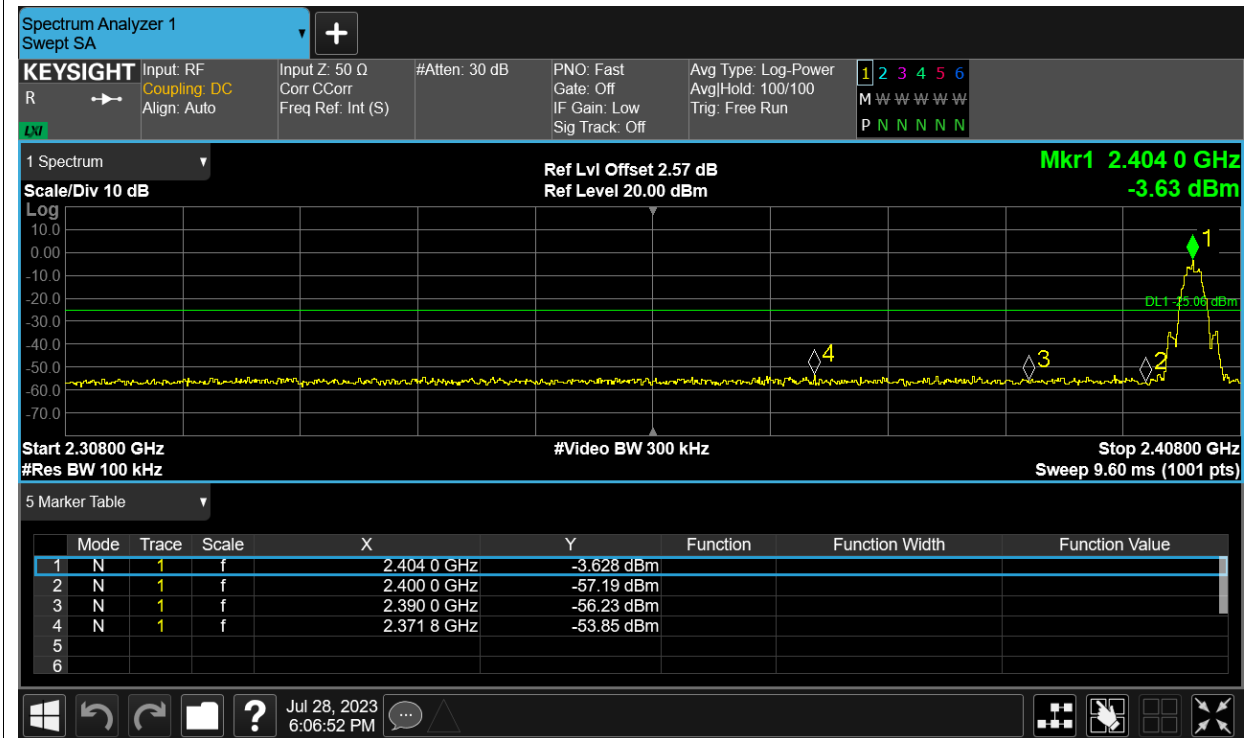 Spectrum Analyzer 1
Swept SA
+
KEYSIGHT
R
LXI
Input: RF
Coupling: DC
Align: Auto
Input Z: 50 Ω
Corr CCorr
Freq Ref: Int (S)
#Atten: 30 dB
PNO: Fast
Gate: Off
IF Gain: Low
Sig Track: Off
Avg Type: Log-Power
Avg|Hold: 100/100
Trig: Free Run
1 2 3 4 5 6
M W W W W W
P N N N N N
1 Spectrum
Scale/Div 10 dB
Ref Lvl Offset 2.57 dB
Ref Level 20.00 dBm
Mkr1 2.404 0 GHz
-3.63 dBm
Log
10.0
0.00
-10.0
-20.0
-30.0
-40.0
-50.0
-60.0
-70.0
1
DL1 -25.06 dBm
4
3
2
Start 2.30800 GHz
#Res BW 100 kHz
#Video BW 300 kHz
Stop 2.40800 GHz
Sweep 9.60 ms (1001 pts)
5 Marker Table
Mode Trace Scale X Y Function Function Width Function Value
1 N 1 f 2.404 0 GHz -3.628 dBm
2 N 1 f 2.400 0 GHz -57.19 dBm
3 N 1 f 2.390 0 GHz -56.23 dBm
4 N 1 f 2.371 8 GHz -53.85 dBm
5
6
?
Jul 28, 2023
6:06:52 PM